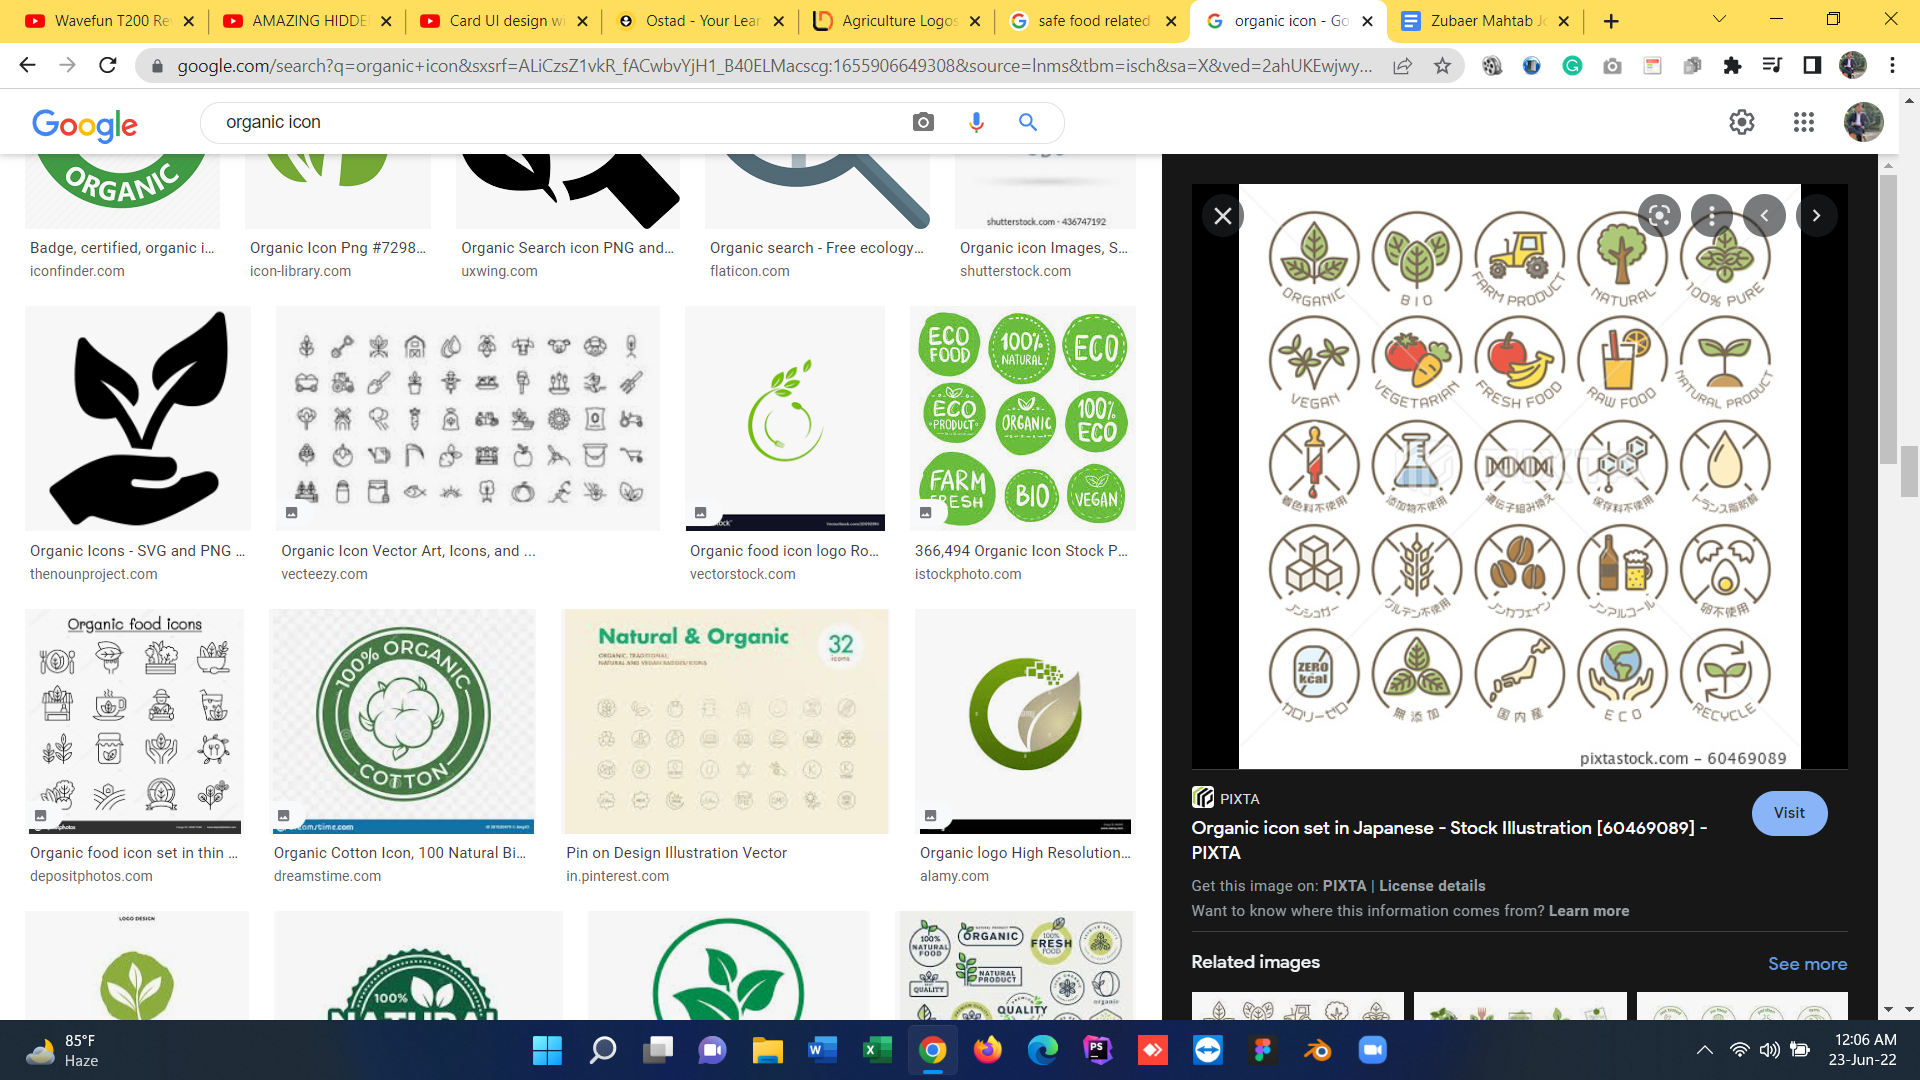 Wavefun T200 Re
AMAZING HIDDE
Card UI design wi
Ostad - Your Lear
Agriculture Logos
safe food related
organic icon - Go
Zubaer Mahtab Jo
google.com/search?q=organic+icon&sxsrf=ALiCzsZ1vkR_fACwbvYjH1_B40ELMacscg:1655906649308&source=lnms&tbm=isch&sa=X&ved=2ahUKEwjwy...
Google
organic icon
ORGANIC
shutterstock.com - 436747192
Badge, certified, organic i...
iconfinder.com
Organic Icon Png #7298...
icon-library.com
Organic Search icon PNG and...
uxwing.com
Organic search - Free ecology...
flaticon.com
Organic icon Images, S...
shutterstock.com
ECO FOOD
100% NATURAL
ECO
ECO PRODUCT
ORGANIC
100% ECO
FARM FRESH
BIO
VEGAN
Organic Icons - SVG and PNG ...
thenounproject.com
Organic Icon Vector Art, Icons, and ...
vecteezy.com
Organic food icon logo Ro...
vectorstock.com
366,494 Organic Icon Stock P...
istockphoto.com
Organic food icons
100% ORGANIC
COTTON
Natural & Organic
ORGANIC, TRADITIONAL,
NATURAL AND VEGAN BADGES ICONS
32
icons
Organic food icon set in thin ...
depositphotos.com
Organic Cotton Icon, 100 Natural Bi...
dreamstime.com
Pin on Design Illustration Vector
in.pinterest.com
Organic logo High Resolution...
alamy.com
LOGO DESIGN
100%
NATURAL
100% NATURAL FOOD
ORGANIC
100% FRESH FOOD
NATURAL PRODUCT
BEST QUALITY
PREMIUM QUALITY
organic
ORGANIC
BIO
FARM PRODUCT
NATURAL
100% PURE
VEGAN
VEGETARIAN
FRESH FOOD
RAW FOOD
NATURAL PRODUCT
PIXTA
着色料不使用
添加物不使用
遺伝子組み換え
保存料不使用
トランス脂肪酸
ノンシュガー
グルテン不使用
ノンカフェイン
ノンアルコール
卵不使用
ZERO kcal
カロリーゼロ
無添加
国内産
ECO
RECYCLE
pixtastock.com - 60469089
PIXTA
Visit
Organic icon set in Japanese - Stock Illustration [60469089] -
PIXTA
Get this image on: PIXTA | License details
Want to know where this information comes from? Learn more
Related images
See more
85°F
Haze
12:06 AM
23-Jun-22